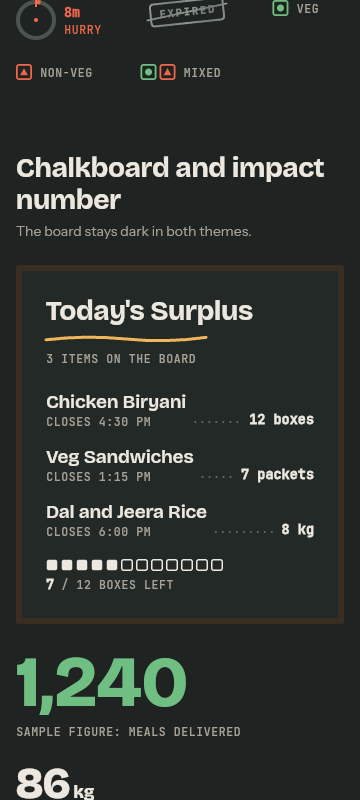 8m
HURRY
EXPIRED
VEG
NON-VEG
MIXED
Chalkboard and impact
number
The board stays dark in both themes.
Today's Surplus
3 ITEMS ON THE BOARD
Chicken Biryani
CLOSES 4:30 PM ....... 12 boxes
Veg Sandwiches
CLOSES 1:15 PM ..... 7 packets
Dal and Jeera Rice
CLOSES 6:00 PM ......... 8 kg
7 / 12 BOXES LEFT
1,240
SAMPLE FIGURE: MEALS DELIVERED
86 kg